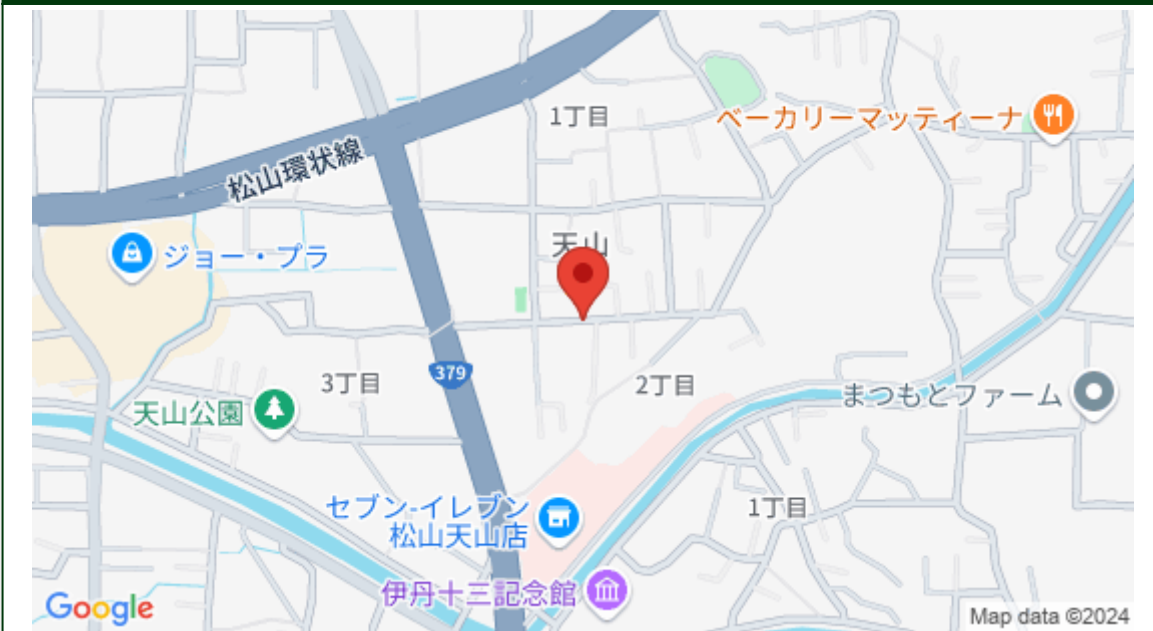 1丁目
ベーカリーマッティーナ
松山環状線
天山
ジョー・プラ
379
3丁目
2丁目
天山公園
まつもとファーム
セブン-イレブン
松山天山店
1丁目
伊丹十三記念館
Google
Map data ©2024